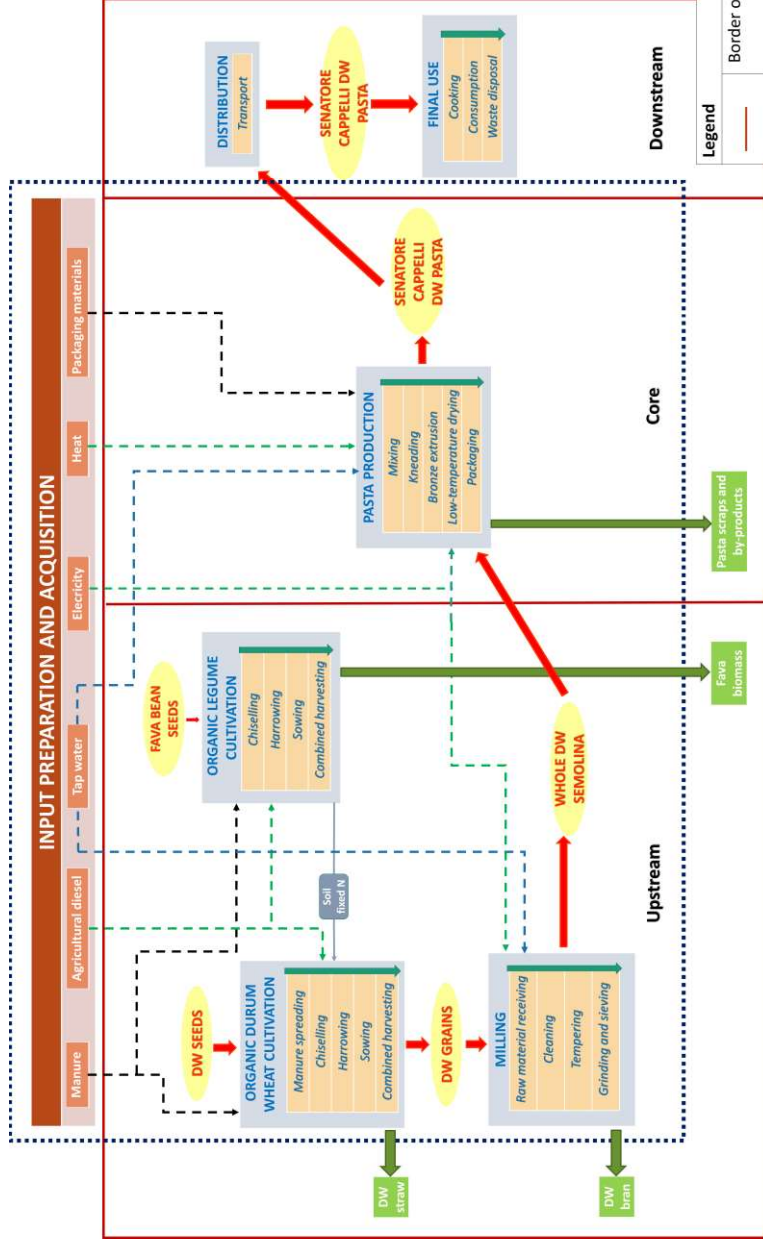 INPUT PREPARATION AND ACQUISITION
Manure
Agricultural diesel
Tap water
Elecricity
Heat
Packaging materials
DW SEEDS
ORGANIC DURUM
WHEAT CULTIVATION
Manure spreading
Chiselling
Harrowing
Sowing
Combined harvesting
DW
straw
Soil
fixed N
FAVA BEAN
SEEDS
ORGANIC LEGUME
CULTIVATION
Chiselling
Harrowing
Sowing
Combined harvesting
Fava
biomass
DW GRAINS
MILLING
Raw material receiving
Cleaning
Tempering
Grinding and sieving
DW
bran
WHOLE DW
SEMOLINA
Upstream
PASTA PRODUCTION
Mixing
Kneading
Bronze extrusion
Low-temperature drying
Packaging
Pasta scraps and
by-products
SENATORE
CAPPELLI
DW PASTA
Core
DISTRIBUTION
Transport
SENATORE
CAPPELLI DW
PASTA
FINAL USE
Cooking
Consumption
Waste disposal
Downstream
Legend
Border o